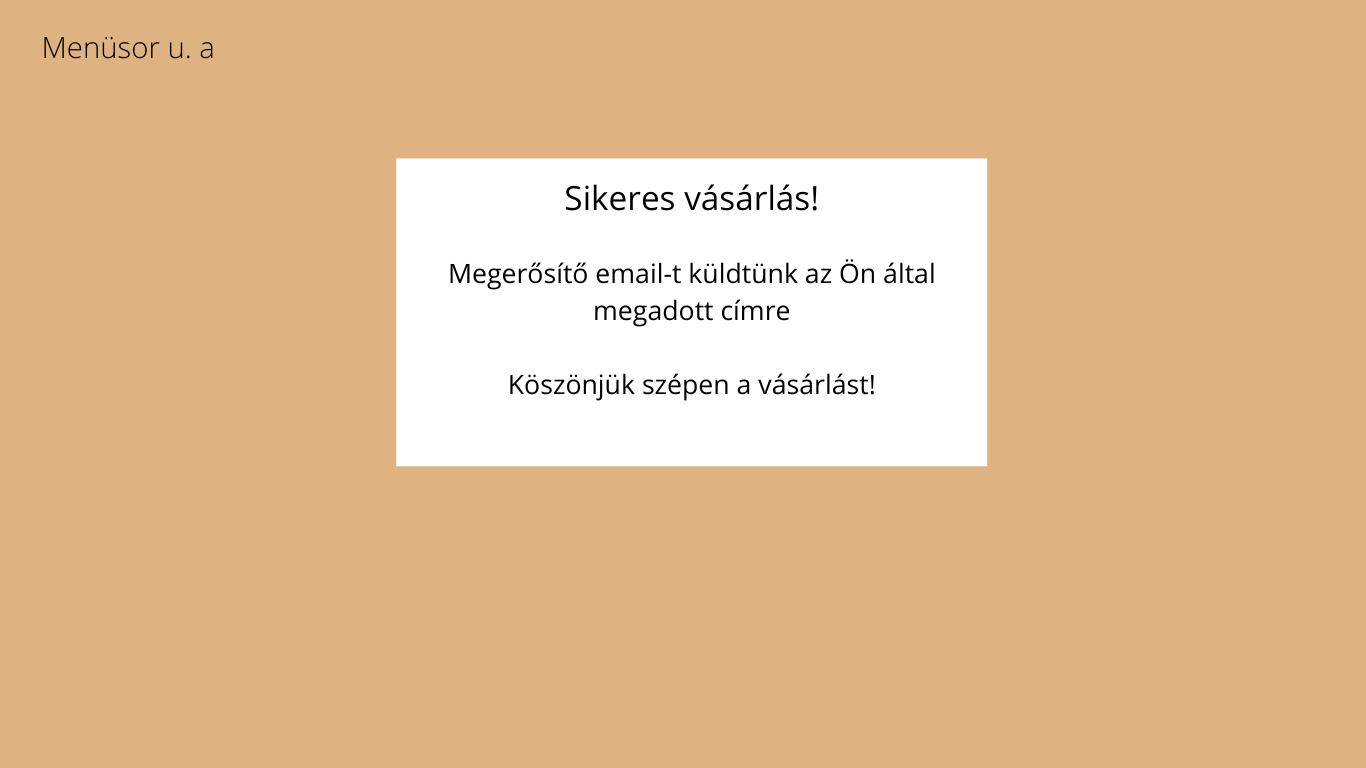 Menüsor u. a
Sikeres vásárlás!
Megerősítő email-t küldtünk az Ön által
megadott címre
Köszönjük szépen a vásárlást!